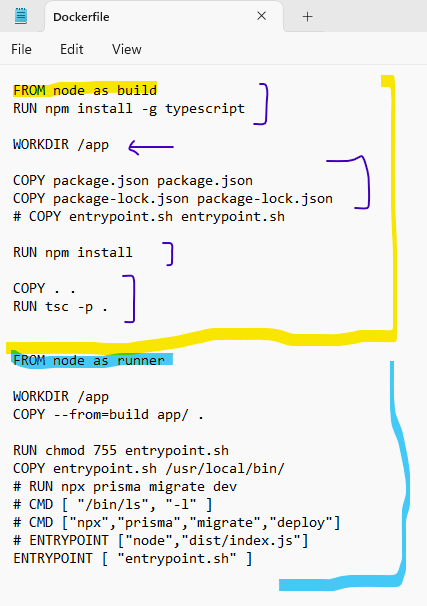 Dockerfile
File Edit View
FROM node as build
RUN npm install -g typescript
WORKDIR /app
COPY package.json package.json
COPY package-lock.json package-lock.json
# COPY entrypoint.sh entrypoint.sh
RUN npm install
COPY . .
RUN tsc -p .
FROM node as runner
WORKDIR /app
COPY --from=build app/ .
RUN chmod 755 entrypoint.sh
COPY entrypoint.sh /usr/local/bin/
# RUN npx prisma migrate dev
# CMD [ "/bin/ls", "-l" ]
# CMD ["npx","prisma","migrate","deploy"]
# ENTRYPOINT ["node","dist/index.js"]
ENTRYPOINT [ "entrypoint.sh" ]